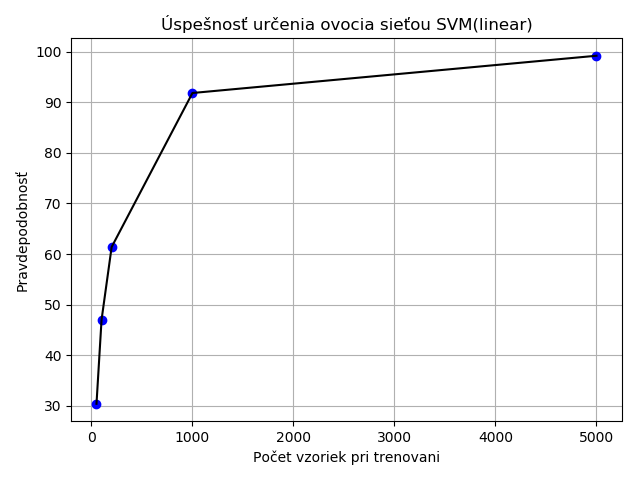 Úspešnosť určenia ovocia sieťou SVM(linear)
100
90
80
70
60
50
40
30
Pravdepodobnosť
0 1000 2000 3000 4000 5000
Počet vzoriek pri trenovani